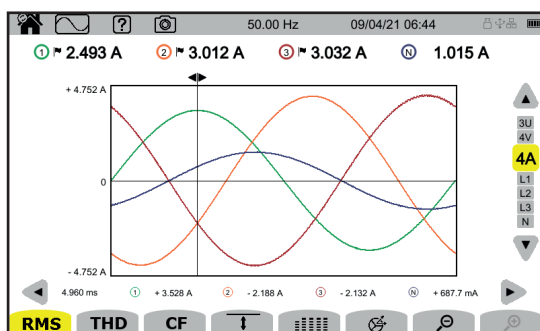 ? 50.00 Hz 09/04/21 06:44
1 2.493 A 2 3.012 A 3 3.032 A N 1.015 A
+ 4.752 A
0
- 4.752 A
3U
4V
4A
L1
L2
L3
N
4.960 ms 1 + 3.528 A 2 - 2.188 A 3 - 2.132 A N + 687.7 mA
RMS THD CF